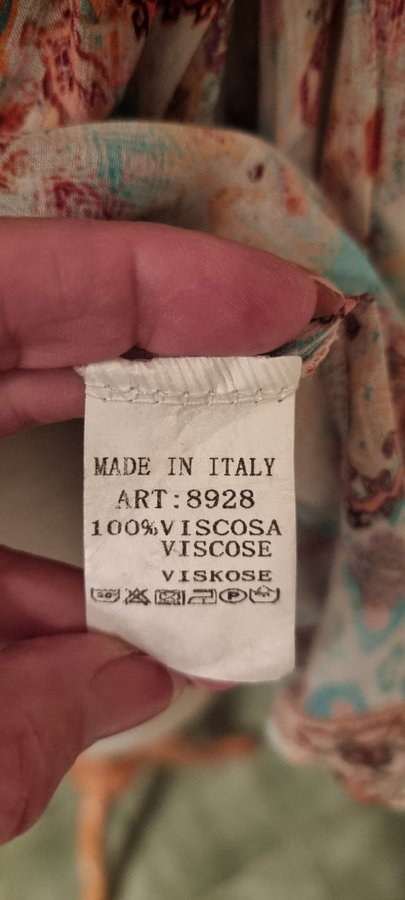 MADE IN ITALY
ART:8928
100%VISCOSA
VISCOSE
VISKOSE
P